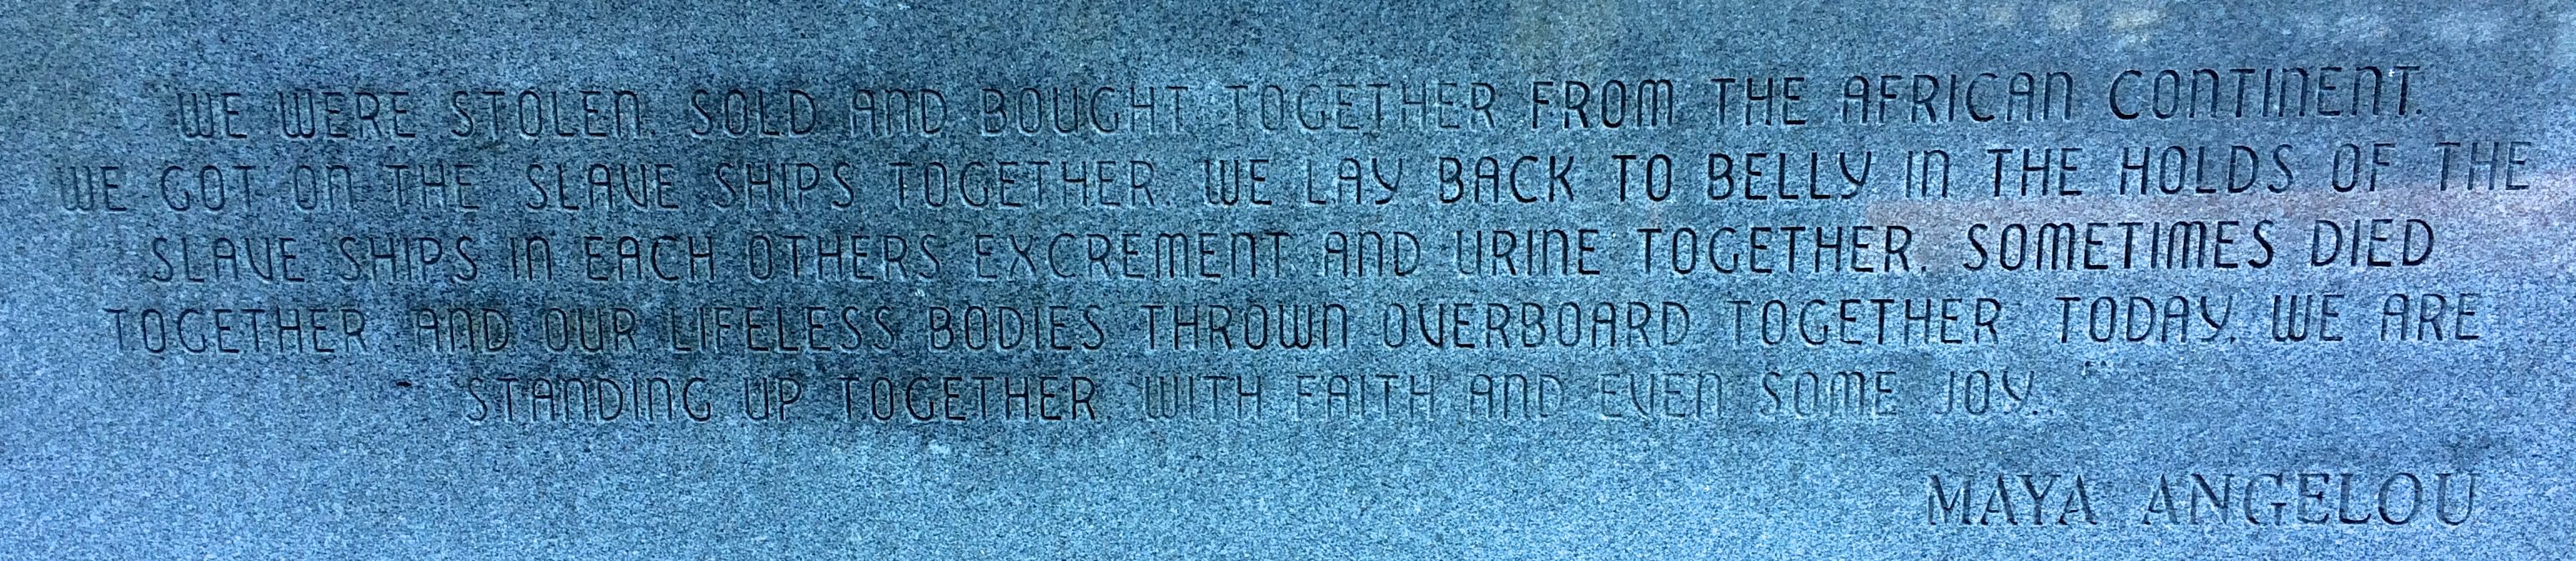 WE WERE STOLEN, SOLD AND BOUGHT TOGETHER FROM THE AFRICAN CONTINENT.
WE GOT ON THE SLAVE SHIPS TOGETHER. WE LAY BACK TO BELLY IN THE HOLDS OF THE
SLAVE SHIPS IN EACH OTHERS EXCREMENT AND URINE TOGETHER, SOMETIMES DIED
TOGETHER, AND OUR LIFELESS BODIES THROWN OVERBOARD TOGETHER. TODAY, WE ARE
STANDING UP TOGETHER, WITH FAITH AND EVEN SOME JOY.
MAYA ANGELOU